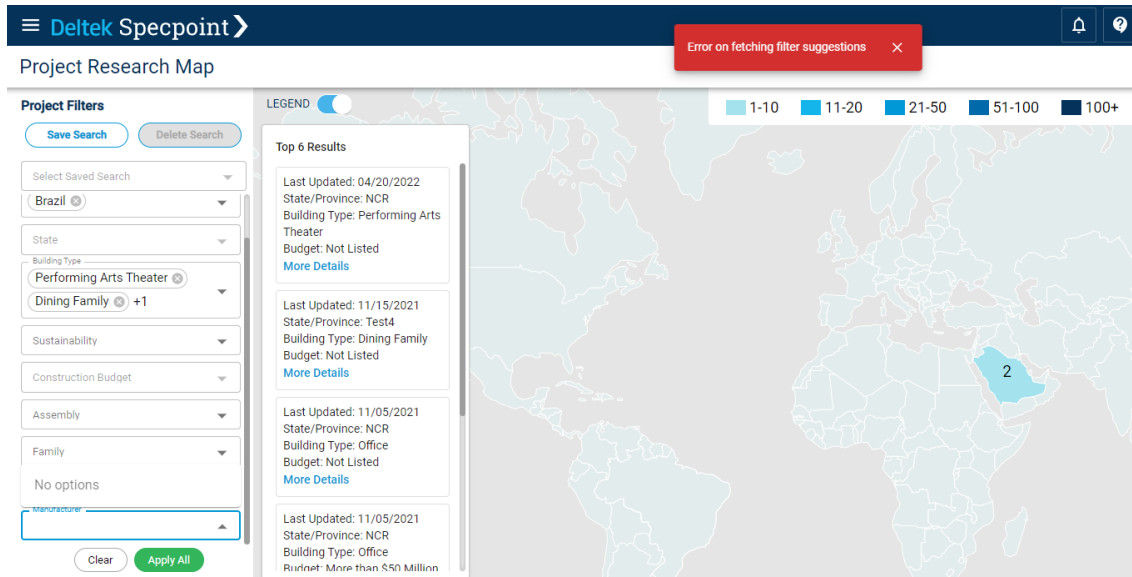 Deltek Specpoint
Error on fetching filter suggestions
Project Research Map
Project Filters
Save Search
Delete Search
Select Saved Search
Brazil
State
Building Type
Performing Arts Theater
Dining Family +1
Sustainability
Construction Budget
Assembly
Family
No options
Manufacturer
Clear
Apply All
LEGEND
1-10
11-20
21-50
51-100
100+
Top 6 Results
Last Updated: 04/20/2022
State/Province: NCR
Building Type: Performing Arts
Theater
Budget: Not Listed
More Details
Last Updated: 11/15/2021
State/Province: Test4
Building Type: Dining Family
Budget: Not Listed
More Details
Last Updated: 11/05/2021
State/Province: NCR
Building Type: Office
Budget: Not Listed
More Details
Last Updated: 11/05/2021
State/Province: NCR
Building Type: Office
Budget: More than $50 Million
2